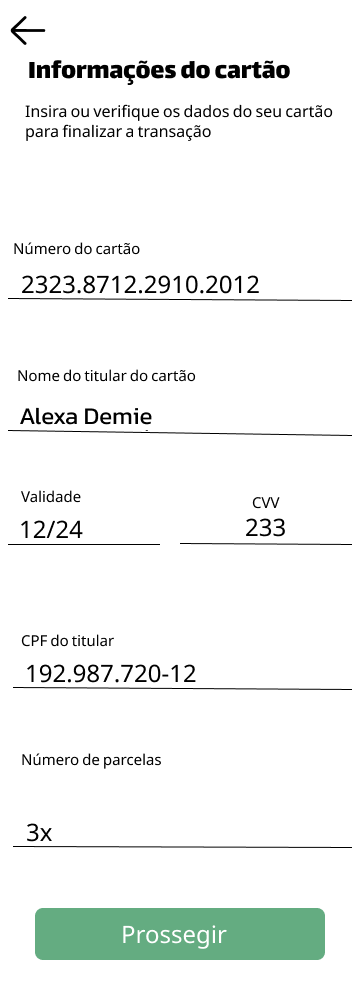 Informações do cartão
Insira ou verifique os dados do seu cartão
para finalizar a transação
Número do cartão
2323.8712.2910.2012
Nome do titular do cartão
Alexa Demie
Validade
CVV
12/24
233
CPF do titular
192.987.720-12
Número de parcelas
3x
Prossegir